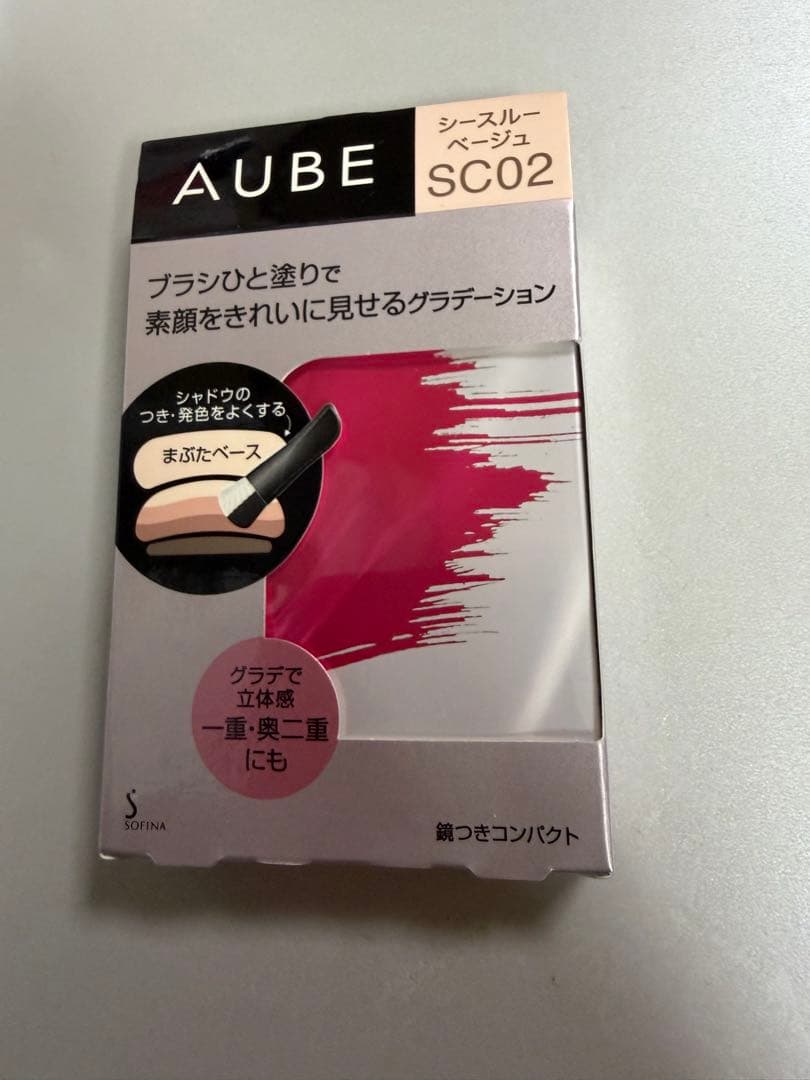 AUBE
シースルー
ベージュ
SC02
ブラシひと塗りで
素顔をきれいに見せるグラデーション
シャドウの
つき・発色をよくする
まぶたベース
グラデで
立体感
一重・奥二重
にも
SOFINA
鏡つきコンパクト